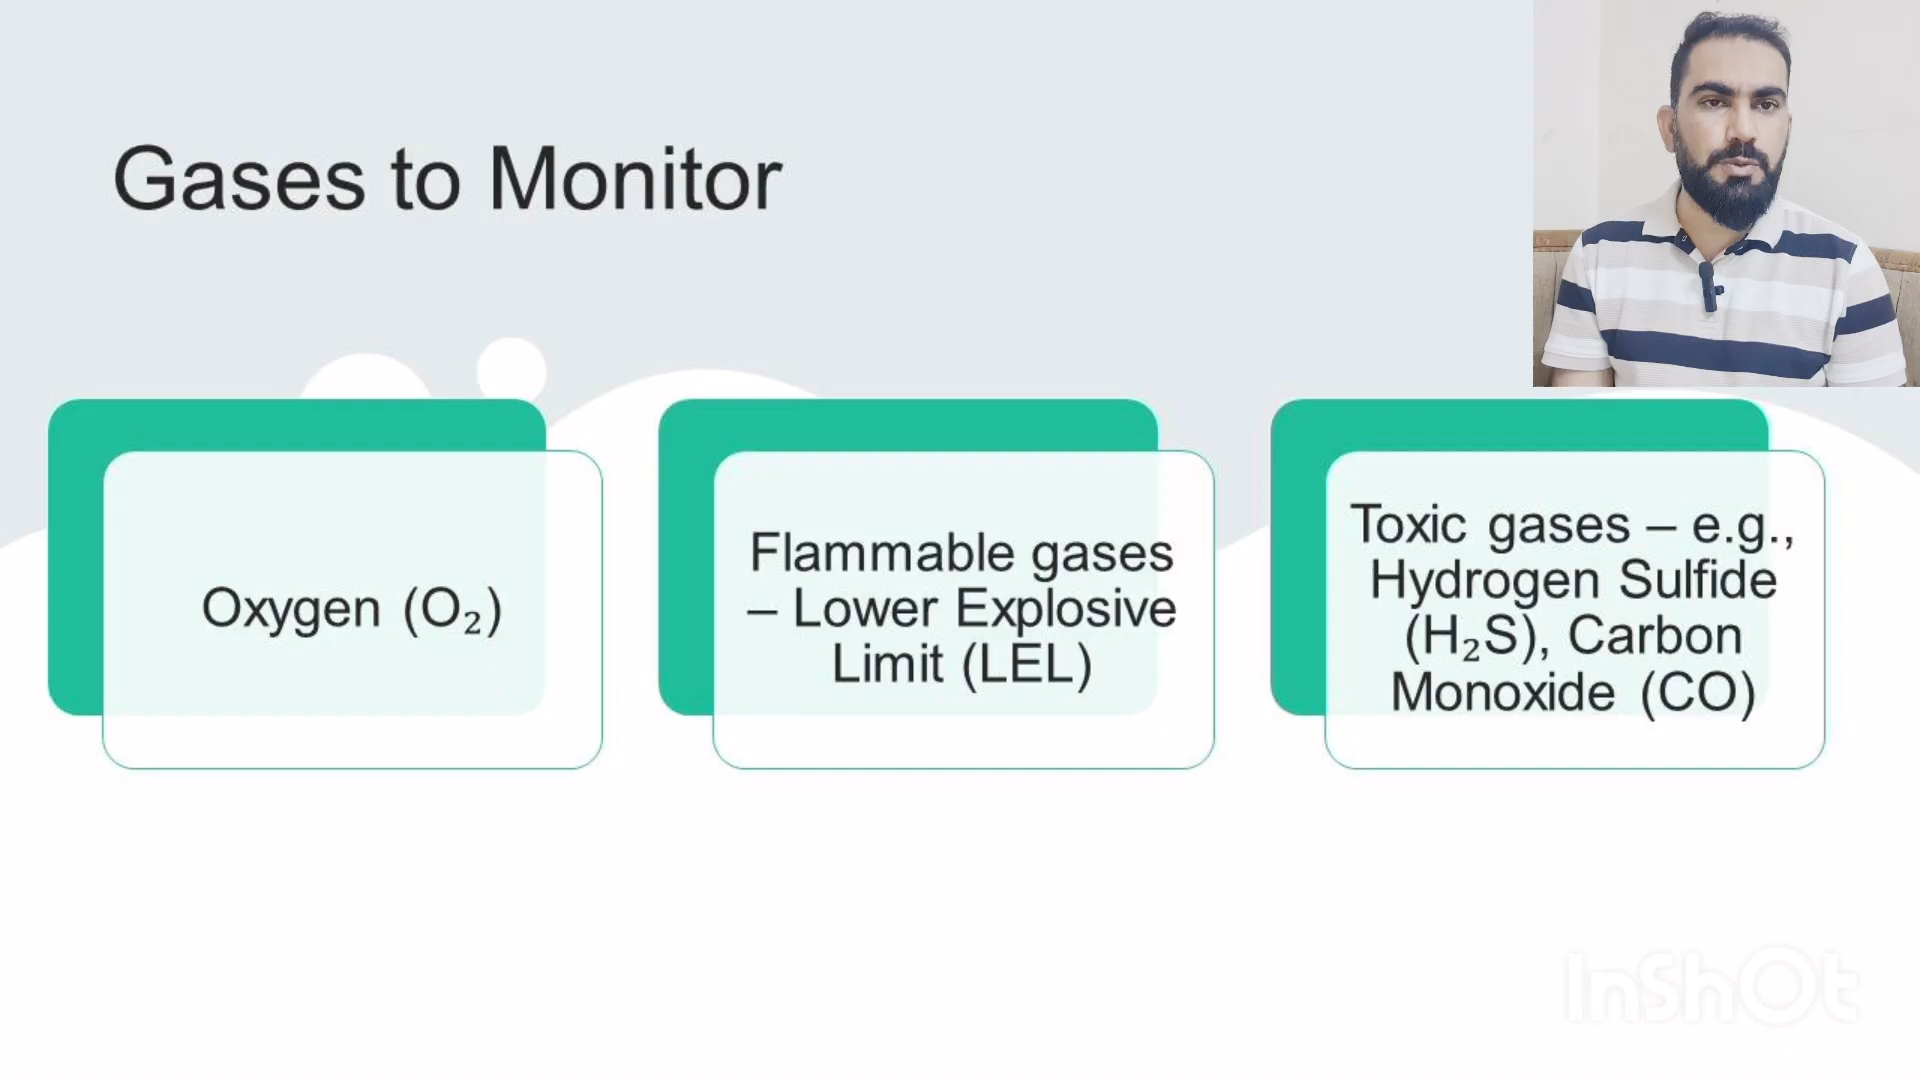 Gases to Monitor
Oxygen (O₂)
Flammable gases
– Lower Explosive
Limit (LEL)
Toxic gases – e.g.,
Hydrogen Sulfide
(H₂S), Carbon
Monoxide (CO)
InShOt